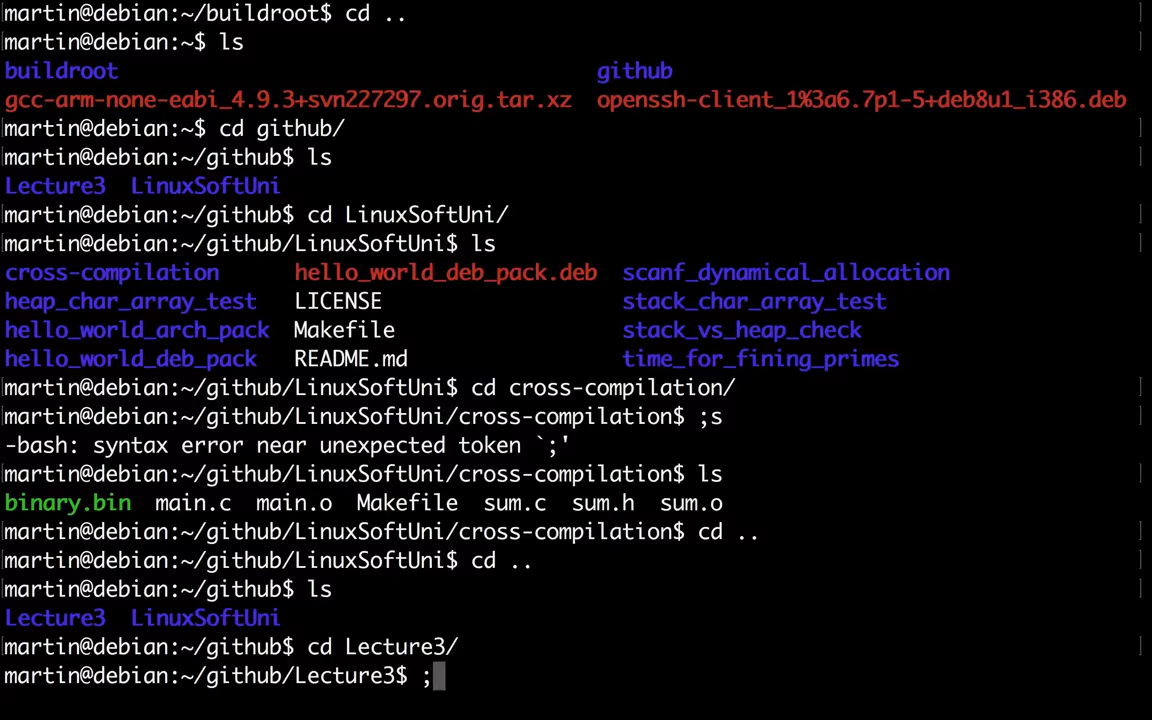 martin@debian:~/buildroot$ cd ..
martin@debian:~$ ls
buildroot github
gcc-arm-none-eabi_4.9.3+svn227297.orig.tar.xz openssh-client_1%3a6.7p1-5+deb8u1_i386.deb
martin@debian:~$ cd github/
martin@debian:~/github$ ls
Lecture3 LinuxSoftUni
martin@debian:~/github$ cd LinuxSoftUni/
martin@debian:~/github/LinuxSoftUni$ ls
cross-compilation hello_world_deb_pack.deb scanf_dynamical_allocation
heap_char_array_test LICENSE stack_char_array_test
hello_world_arch_pack Makefile stack_vs_heap_check
hello_world_deb_pack README.md time_for_fining_primes
martin@debian:~/github/LinuxSoftUni$ cd cross-compilation/
martin@debian:~/github/LinuxSoftUni/cross-compilation$ ;s
-bash: syntax error near unexpected token `;'
martin@debian:~/github/LinuxSoftUni/cross-compilation$ ls
binary.bin main.c main.o Makefile sum.c sum.h sum.o
martin@debian:~/github/LinuxSoftUni/cross-compilation$ cd ..
martin@debian:~/github/LinuxSoftUni$ cd ..
martin@debian:~/github$ ls
Lecture3 LinuxSoftUni
martin@debian:~/github$ cd Lecture3/
martin@debian:~/github/Lecture3$ ;